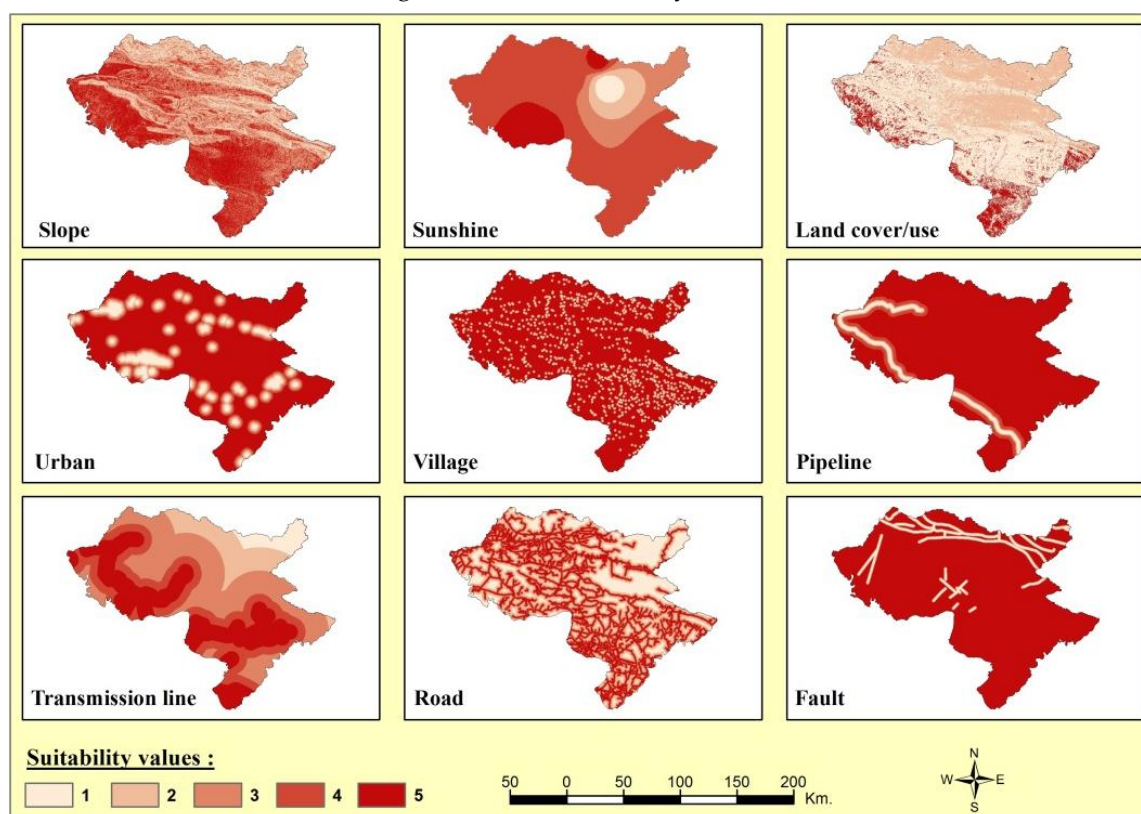 Slope
Sunshine
Land cover/use
Urban
Village
Pipeline
Transmission line
Road
Fault
Suitability values :
1 2 3 4 5
50 0 50 100 150 200
Km.
N
W E
S